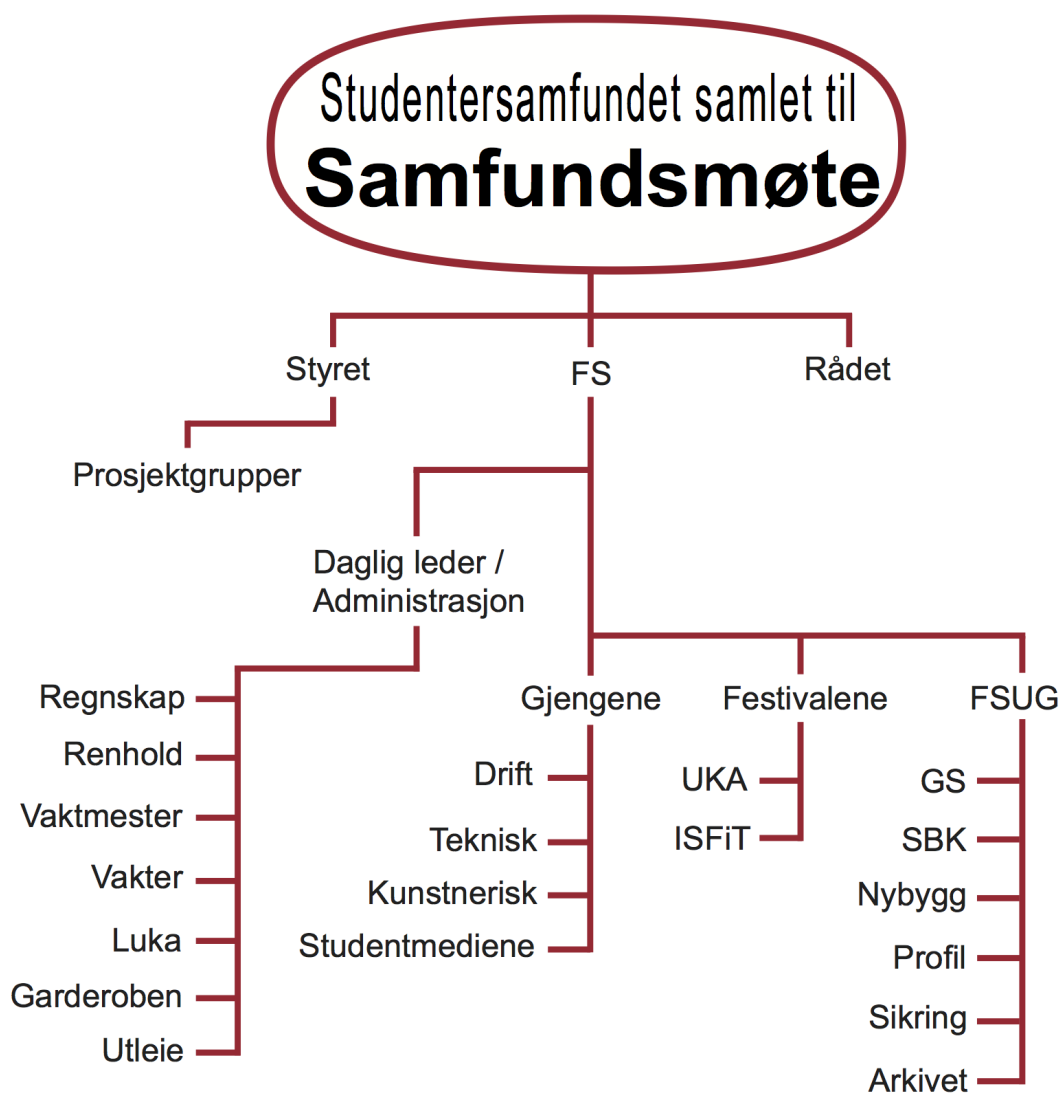 Studentersamfundet samlet til
Samfundsmøte
Styret
FS
Rådet
Prosjektgrupper
Daglig leder /
Administrasjon
Regnskap
Renhold
Vaktmester
Vakter
Luka
Garderoben
Utleie
Gjengene
Drift
Teknisk
Kunstnerisk
Studentmediene
Festivalene
UKA
ISFiT
FSUG
GS
SBK
Nybygg
Profil
Sikring
Arkivet